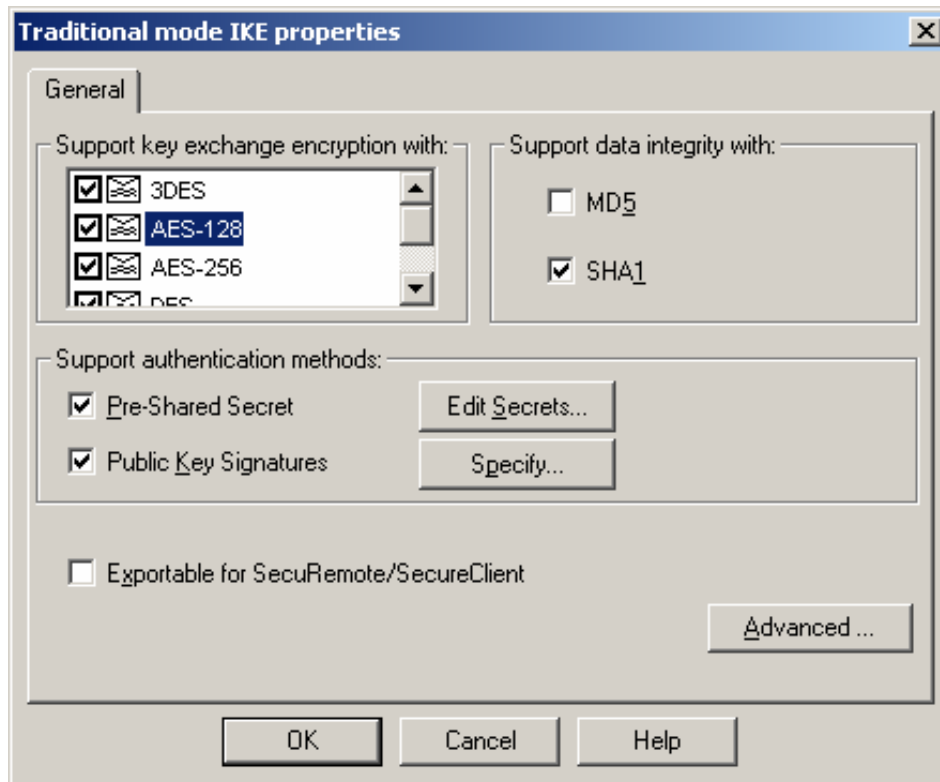 Traditional mode IKE properties
General
Support key exchange encryption with:
3DES
AES-128
AES-256
DES
Support data integrity with:
MD5
SHA1
Support authentication methods:
Pre-Shared Secret
Edit Secrets...
Public Key Signatures
Specify...
Exportable for SecuRemote/SecureClient
Advanced ...
OK
Cancel
Help